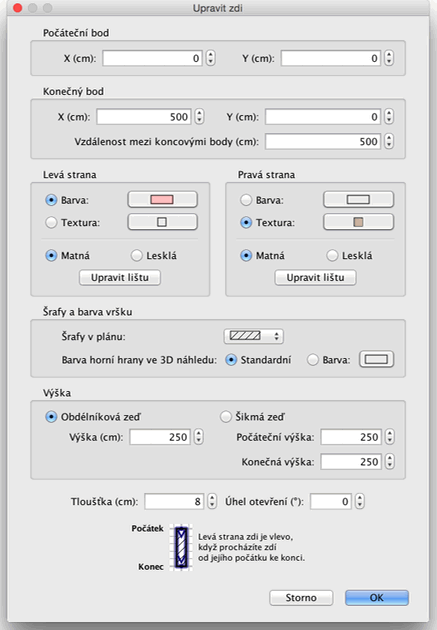 Upravit zdi
Počáteční bod
X (cm): 0 Y (cm): 0
Konečný bod
X (cm): 500 Y (cm): 0
Vzdálenost mezi koncovými body (cm): 500
Levá strana Pravá strana
Barva: Barva:
Textura: Textura:
Matná Lesklá Matná Lesklá
Upravit lištu Upravit lištu
Šrafy a barva vršku
Šrafy v plánu:
Barva horní hrany ve 3D náhledu: Standardní Barva:
Výška
Obdélníková zeď Šikmá zeď
Výška (cm): 250 Počáteční výška: 250
Konečná výška: 250
Tloušťka (cm): 8 Úhel otevření (°): 0
Počátek
Levá strana zdi je vlevo,
když procházíte zdí
od jejího počátku ke konci.
Konec
Storno OK